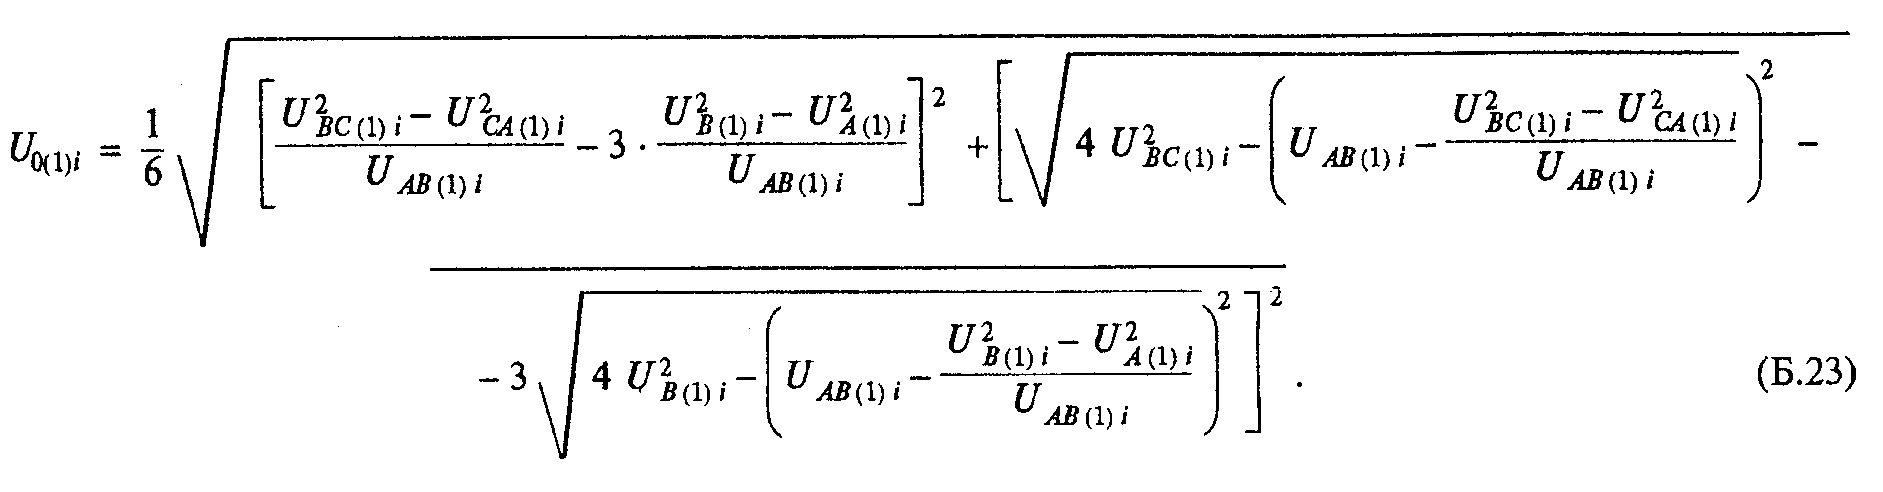 U_{0(1)i} = \frac{1}{6} \sqrt{ \left[ \frac{U^2_{BC(1)i} - U^2_{CA(1)i}}{U_{AB(1)i}} - 3 \cdot \frac{U^2_{B(1)i} - U^2_{A(1)i}}{U_{AB(1)i}} \right]^2 + \left[ \sqrt{ 4 U^2_{BC(1)i} - \left( U_{AB(1)i} - \frac{U^2_{BC(1)i} - U^2_{CA(1)i}}{U_{AB(1)i}} \right)^2 } - \right.
\left. - 3 \sqrt{ 4 U^2_{B(1)i} - \left( U_{AB(1)i} - \frac{U^2_{B(1)i} - U^2_{A(1)i}}{U_{AB(1)i}} \right)^2 } \right]^2 } . (Б.23)